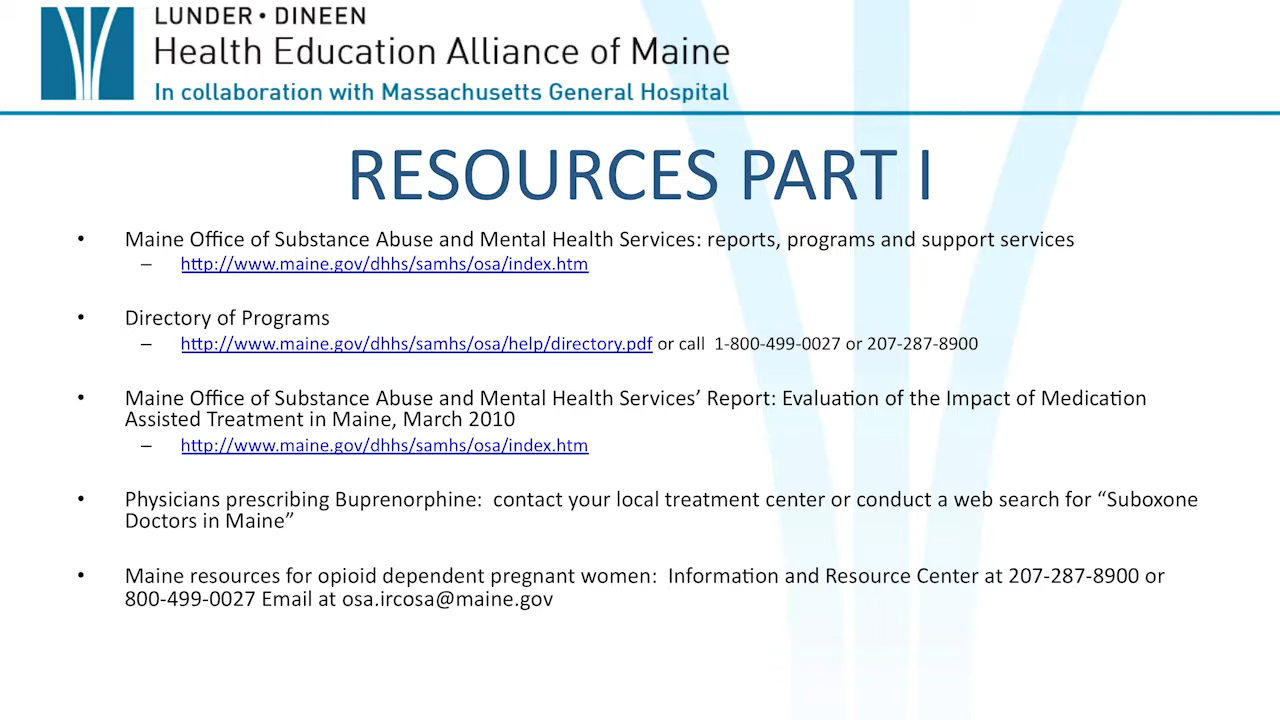 LUNDER • DINEEN
Health Education Alliance of Maine
In collaboration with Massachusetts General Hospital
RESOURCES PART I
• Maine Office of Substance Abuse and Mental Health Services: reports, programs and support services
– http://www.maine.gov/dhhs/samhs/osa/index.htm
• Directory of Programs
– http://www.maine.gov/dhhs/samhs/osa/help/directory.pdf or call 1-800-499-0027 or 207-287-8900
• Maine Office of Substance Abuse and Mental Health Services’ Report: Evaluation of the Impact of Medication
Assisted Treatment in Maine, March 2010
– http://www.maine.gov/dhhs/samhs/osa/index.htm
• Physicians prescribing Buprenorphine: contact your local treatment center or conduct a web search for “Suboxone
Doctors in Maine”
• Maine resources for opioid dependent pregnant women: Information and Resource Center at 207-287-8900 or
800-499-0027 Email at osa.ircosa@maine.gov